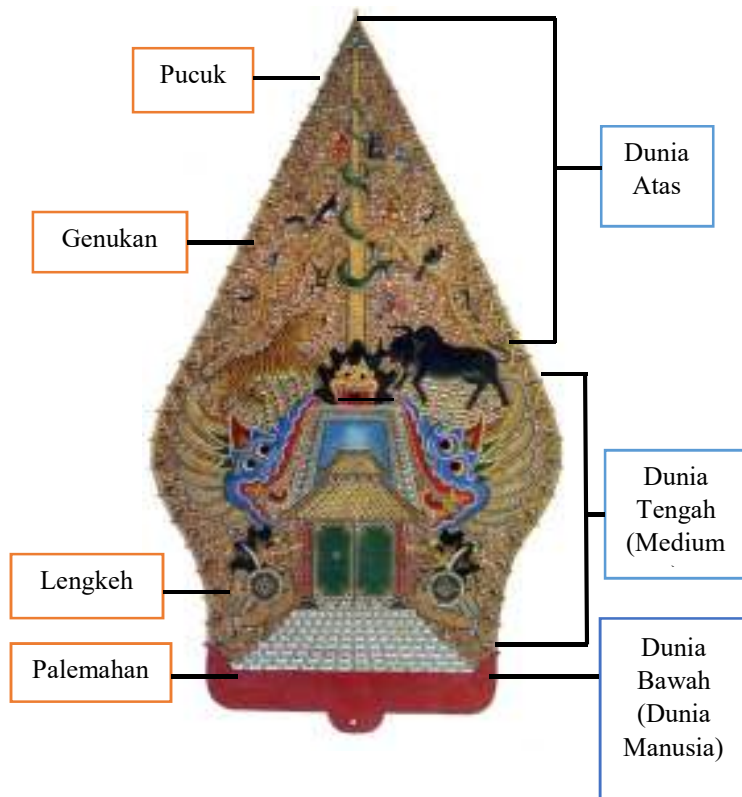 Pucuk
Dunia
Atas
Genukan
Dunia
Tengah
(Medium
Lengkeh
Dunia
Bawah
(Dunia
Manusia)
Palemahan